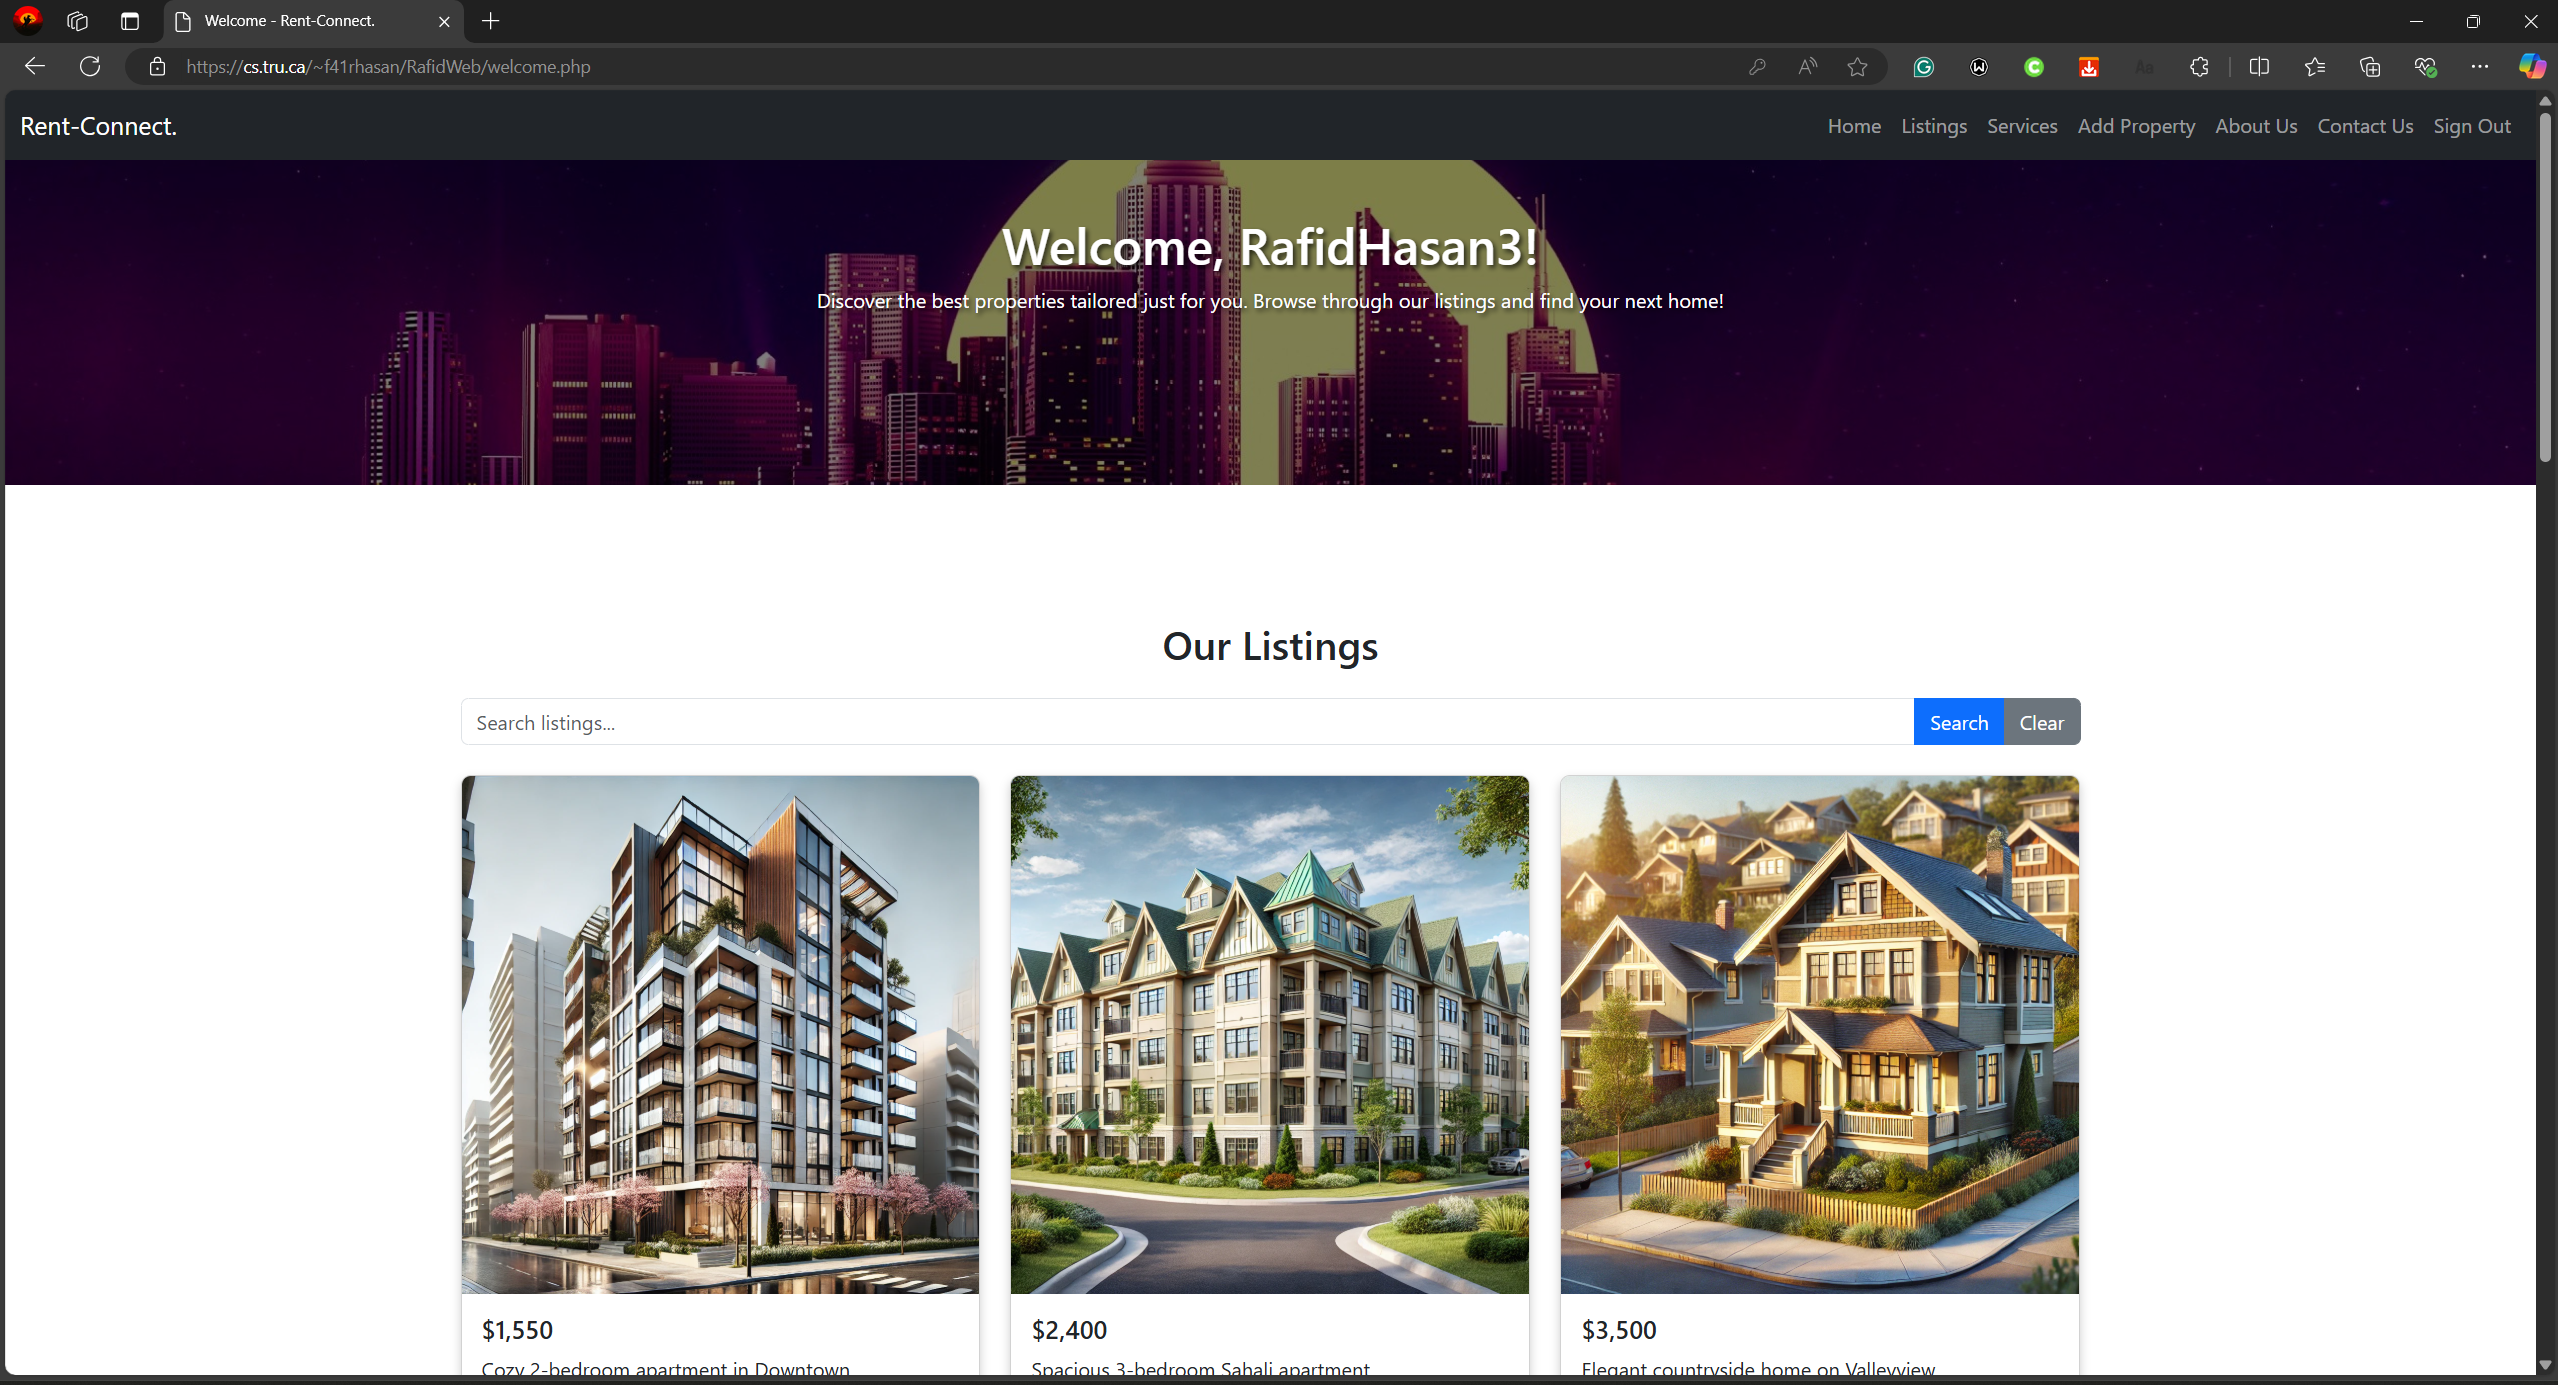 Welcome - Rent-Connect.
https://cs.tru.ca/~f41rhasan/RafidWeb/welcome.php
Rent-Connect.
Home Listings Services Add Property About Us Contact Us Sign Out
Welcome, RafidHasan3!
Discover the best properties tailored just for you. Browse through our listings and find your next home!
Our Listings
Search listings...
Search Clear
$1,550
Cozy 2-bedroom apartment in Downtown
$2,400
Spacious 3-bedroom Sahali apartment
$3,500
Elegant countryside home on Valleyview